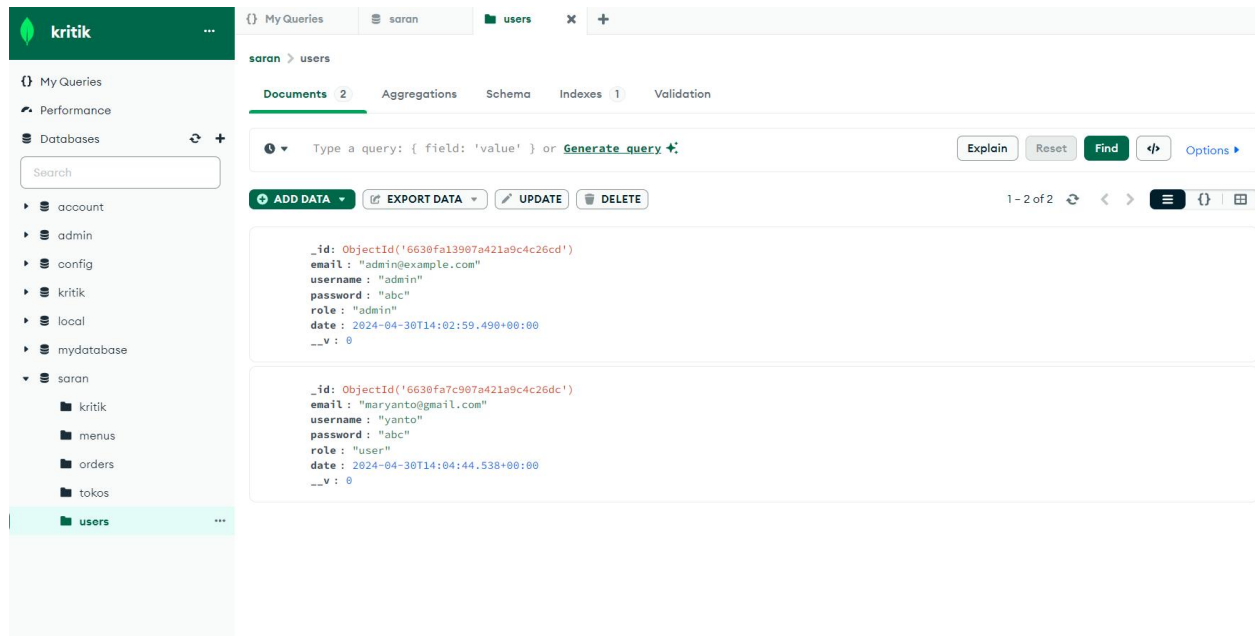 kritik ...
{} My Queries
saran
users
saran > users
{} My Queries
Performance
Databases
Search
account
admin
config
kritik
local
mydatabase
saran
kritik
menus
orders
tokos
users ...
Documents 2 Aggregations Schema Indexes 1 Validation
Type a query: { field: 'value' } or Generate query
Explain Reset Find </> Options
ADD DATA EXPORT DATA UPDATE DELETE
1 – 2 of 2 {}
_id: ObjectId('6630fa13907a421a9c4c26cd')
email : "admin@example.com"
username : "admin"
password : "abc"
role : "admin"
date : 2024-04-30T14:02:59.490+00:00
__v : 0
_id: ObjectId('6630fa7c907a421a9c4c26dc')
email : "maryanto@gmail.com"
username : "yanto"
password : "abc"
role : "user"
date : 2024-04-30T14:04:44.538+00:00
__v : 0